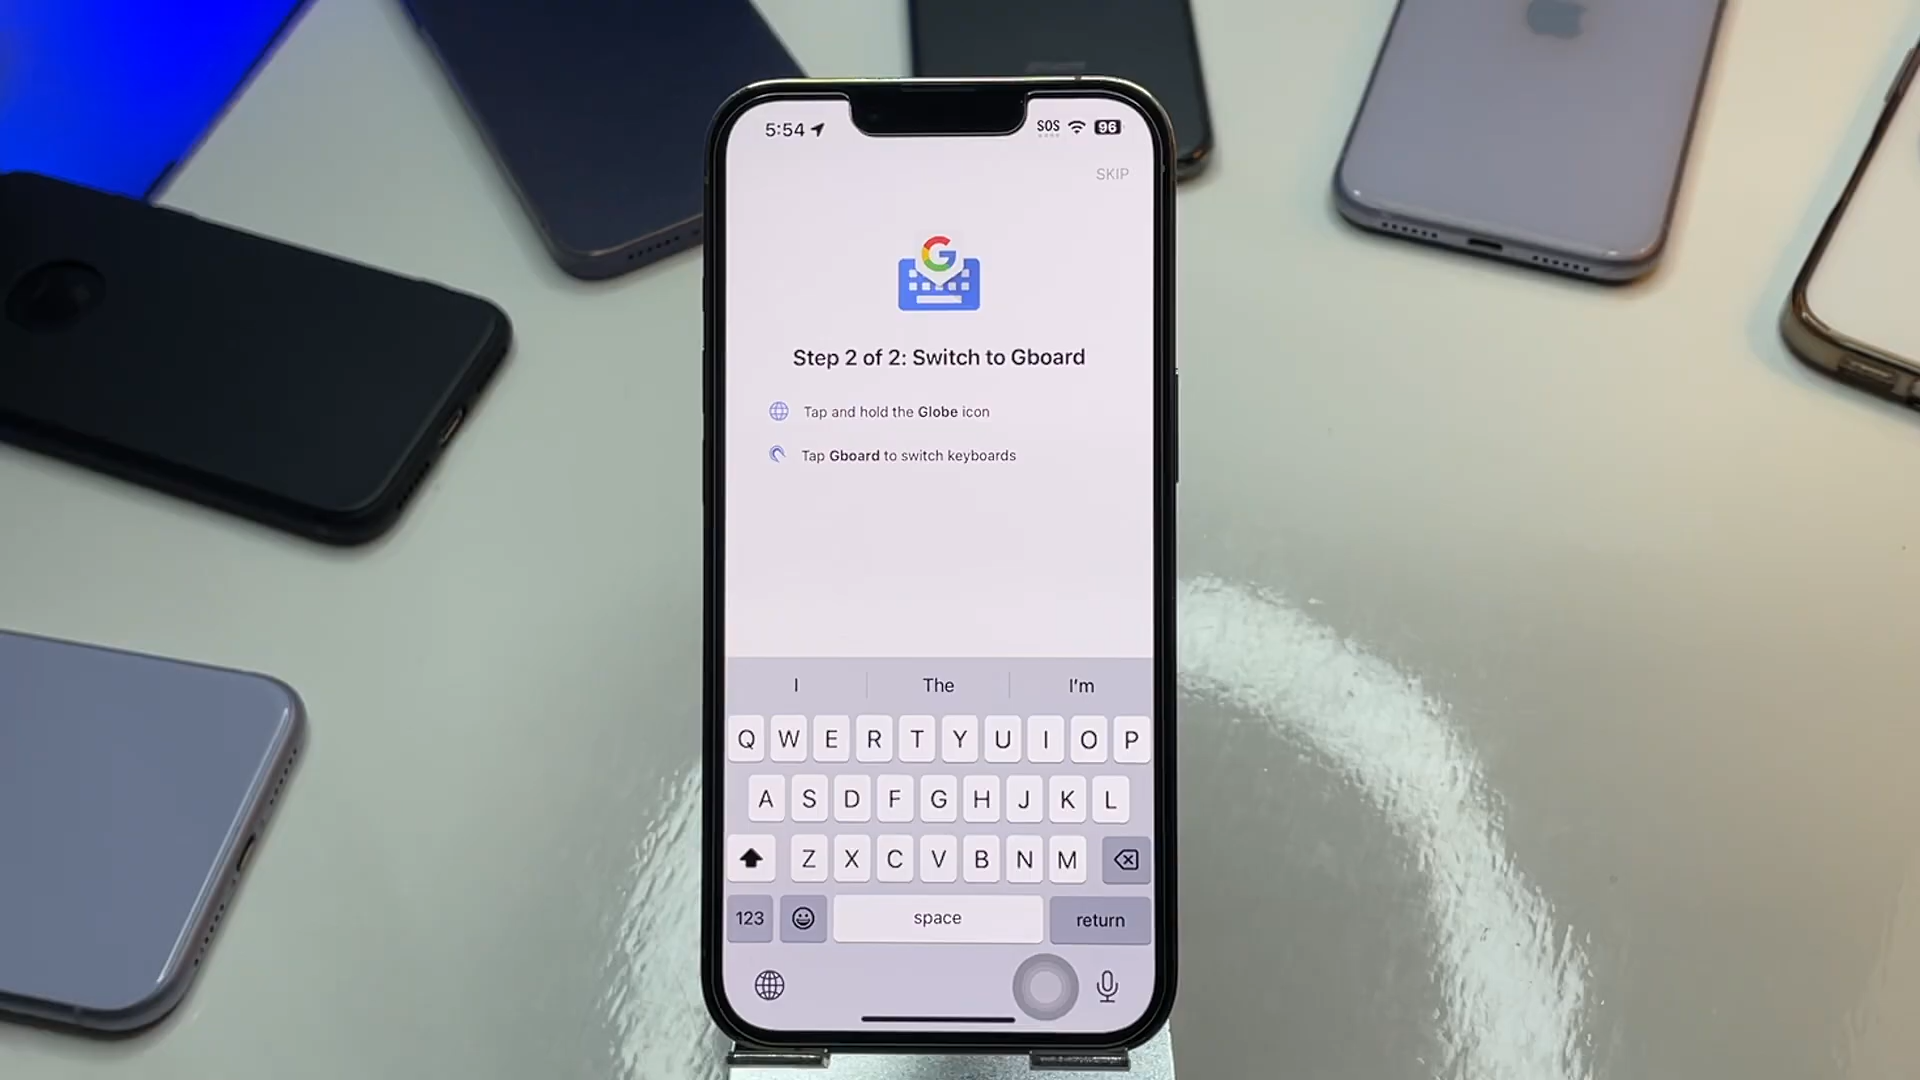 5:54
SOS
96
SKIP
G
Step 2 of 2: Switch to Gboard
Tap and hold the Globe icon
Tap Gboard to switch keyboards
I The I'm
Q W E R T Y U I O P
A S D F G H J K L
Z X C V B N M
123 space return